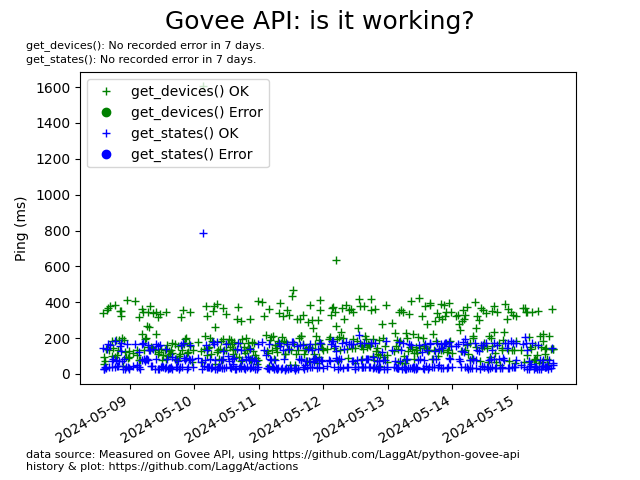 Govee API: is it working?
get_devices(): No recorded error in 7 days.
get_states(): No recorded error in 7 days.
get_devices() OK
get_devices() Error
get_states() OK
get_states() Error
Ping (ms)
1600
1400
1200
1000
800
600
400
200
0
2024-05-09
2024-05-10
2024-05-11
2024-05-12
2024-05-13
2024-05-14
2024-05-15
data source: Measured on Govee API, using https://github.com/LaggAt/python-govee-api
history & plot: https://github.com/LaggAt/actions